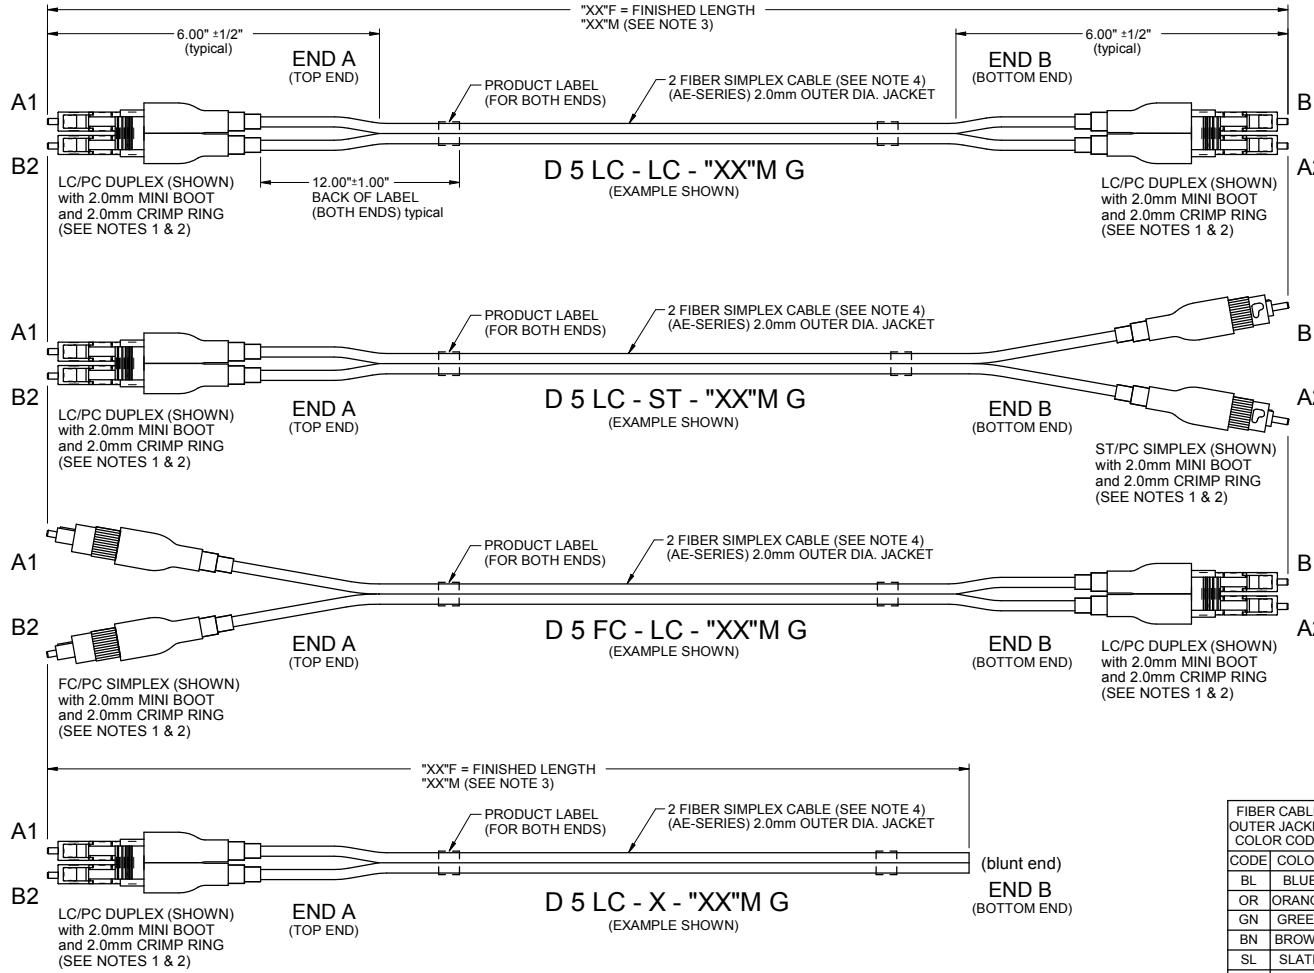 "XX"F = FINISHED LENGTH
"XX"M (SEE NOTE 3)
6.00" ±1/2"
(typical)
6.00" ±1/2"
(typical)
END A
(TOP END)
END B
(BOTTOM END)
PRODUCT LABEL
(FOR BOTH ENDS)
2 FIBER SIMPLEX CABLE (SEE NOTE 4)
(AE-SERIES) 2.0mm OUTER DIA. JACKET
A1
B2
B
A2
D 5 LC - LC - "XX"M G
(EXAMPLE SHOWN)
LC/PC DUPLEX (SHOWN)
with 2.0mm MINI BOOT
and 2.0mm CRIMP RING
(SEE NOTES 1 & 2)
12.00"±1.00"
BACK OF LABEL
(BOTH ENDS) typical
LC/PC DUPLEX (SHOWN)
with 2.0mm MINI BOOT
and 2.0mm CRIMP RING
(SEE NOTES 1 & 2)
PRODUCT LABEL
(FOR BOTH ENDS)
2 FIBER SIMPLEX CABLE (SEE NOTE 4)
(AE-SERIES) 2.0mm OUTER DIA. JACKET
A1
B2
B
A2
D 5 LC - ST - "XX"M G
(EXAMPLE SHOWN)
END A
(TOP END)
END B
(BOTTOM END)
LC/PC DUPLEX (SHOWN)
with 2.0mm MINI BOOT
and 2.0mm CRIMP RING
(SEE NOTES 1 & 2)
ST/PC SIMPLEX (SHOWN)
with 2.0mm MINI BOOT
and 2.0mm CRIMP RING
(SEE NOTES 1 & 2)
PRODUCT LABEL
(FOR BOTH ENDS)
2 FIBER SIMPLEX CABLE (SEE NOTE 4)
(AE-SERIES) 2.0mm OUTER DIA. JACKET
A1
B2
B
A2
D 5 FC - LC - "XX"M G
(EXAMPLE SHOWN)
END A
(TOP END)
END B
(BOTTOM END)
FC/PC SIMPLEX (SHOWN)
with 2.0mm MINI BOOT
and 2.0mm CRIMP RING
(SEE NOTES 1 & 2)
LC/PC DUPLEX (SHOWN)
with 2.0mm MINI BOOT
and 2.0mm CRIMP RING
(SEE NOTES 1 & 2)
"XX"F = FINISHED LENGTH
"XX"M (SEE NOTE 3)
PRODUCT LABEL
(FOR BOTH ENDS)
2 FIBER SIMPLEX CABLE (SEE NOTE 4)
(AE-SERIES) 2.0mm OUTER DIA. JACKET
A1
B2
(blunt end)
END B
(BOTTOM END)
D 5 LC - X - "XX"M G
(EXAMPLE SHOWN)
END A
(TOP END)
LC/PC DUPLEX (SHOWN)
with 2.0mm MINI BOOT
and 2.0mm CRIMP RING
(SEE NOTES 1 & 2)
FIBER CABLE
OUTER JACKE
COLOR COD
CODE COLO
BL BLUE
OR ORANG
GN GREE
BN BROW
SL SLAT